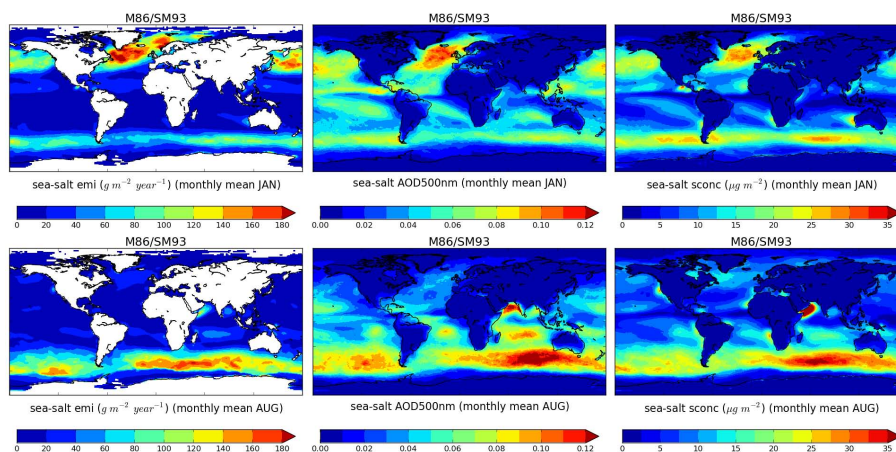 M86/SM93 M86/SM93 M86/SM93
sea-salt emi (g m⁻² year⁻¹) (monthly mean JAN) sea-salt AOD500nm (monthly mean JAN) sea-salt sconc (μg m⁻²) (monthly mean JAN)
0 20 40 60 80 100 120 140 160 180 0.00 0.02 0.04 0.06 0.08 0.10 0.12 0 5 10 15 20 25 30 35
M86/SM93 M86/SM93 M86/SM93
sea-salt emi (g m⁻² year⁻¹) (monthly mean AUG) sea-salt AOD500nm (monthly mean AUG) sea-salt sconc (μg m⁻²) (monthly mean AUG)
0 20 40 60 80 100 120 140 160 180 0.00 0.02 0.04 0.06 0.08 0.10 0.12 0 5 10 15 20 25 30 35